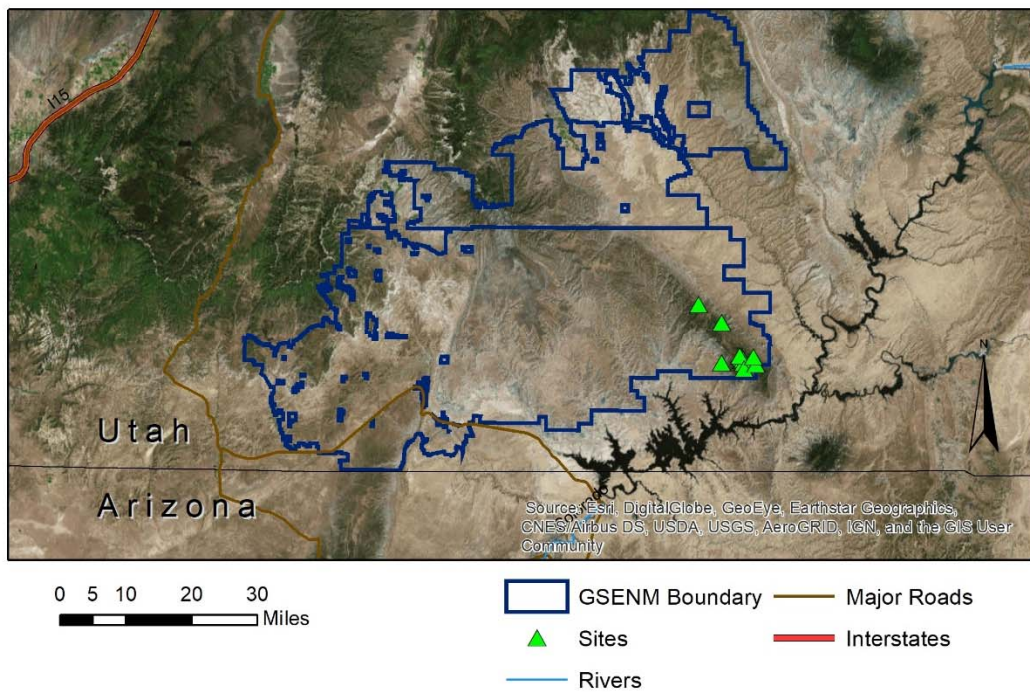 I15
N
Utah
Arizona
Colorado
Source: Esri, DigitalGlobe, GeoEye, Earthstar Geographics,
CNES/Airbus DS, USDA, USGS, AeroGRID, IGN, and the GIS User
Community
0 5 10 20 30
Miles
GSENM Boundary
Major Roads
Sites
Interstates
Rivers